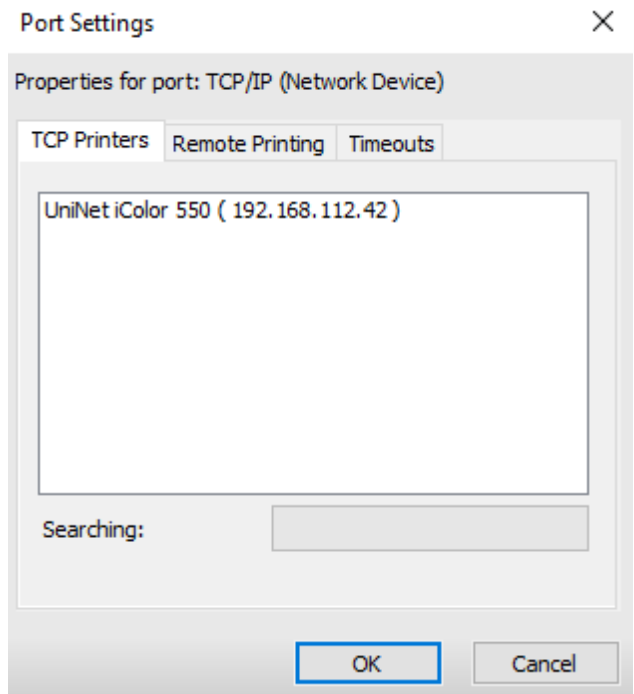 Port Settings
Properties for port: TCP/IP (Network Device)
TCP Printers Remote Printing Timeouts
UniNet iColor 550 ( 192.168.112.42 )
Searching:
OK Cancel